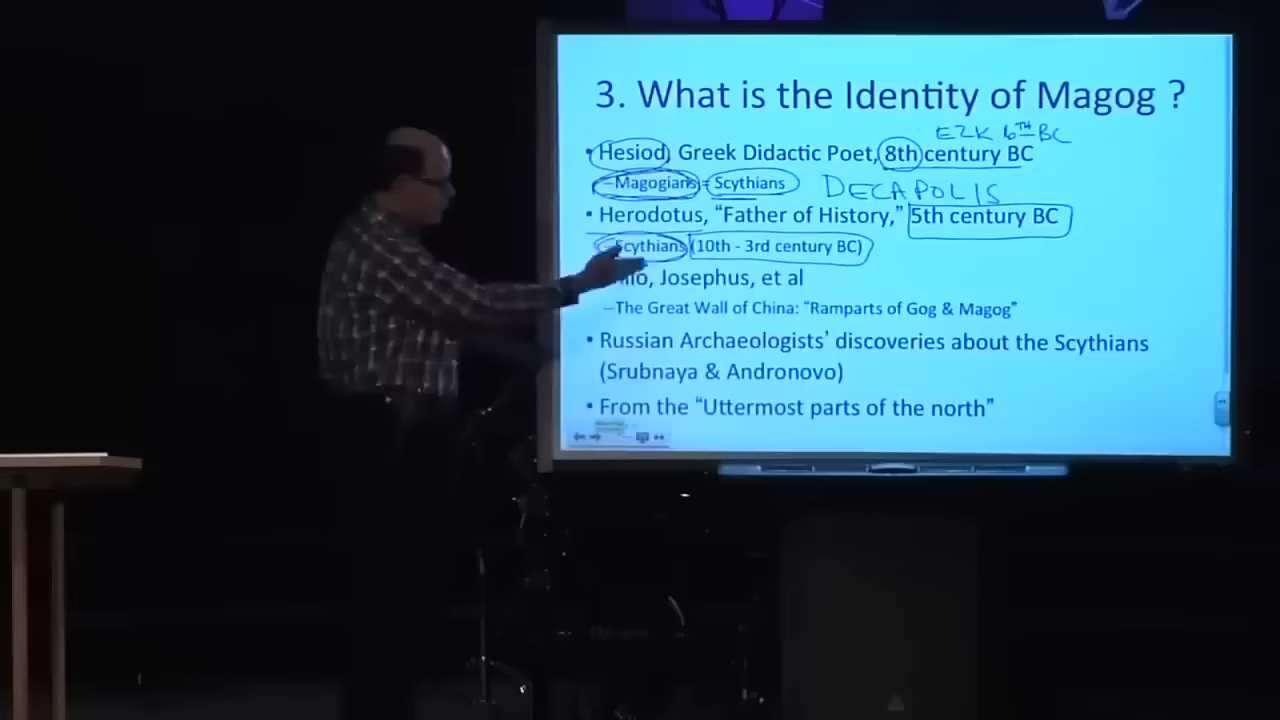 3. What is the Identity of Magog ?
EZK 6TH BC
• Hesiod, Greek Didactic Poet, 8th century BC
–Magogians = Scythians DECAPOLIS
• Herodotus, “Father of History,” 5th century BC
–Scythians (10th - 3rd century BC)
Josephus, et al
–The Great Wall of China: “Ramparts of Gog & Magog”
• Russian Archaeologists’ discoveries about the Scythians
(Srubnaya & Andronovo)
• From the “Uttermost parts of the north”